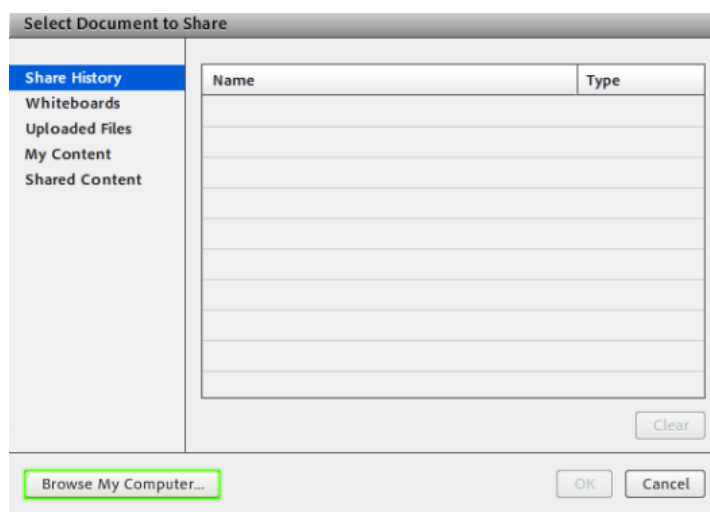 Select Document to Share
Share History
Whiteboards
Uploaded Files
My Content
Shared Content
Name Type
Clear
Browse My Computer... OK Cancel